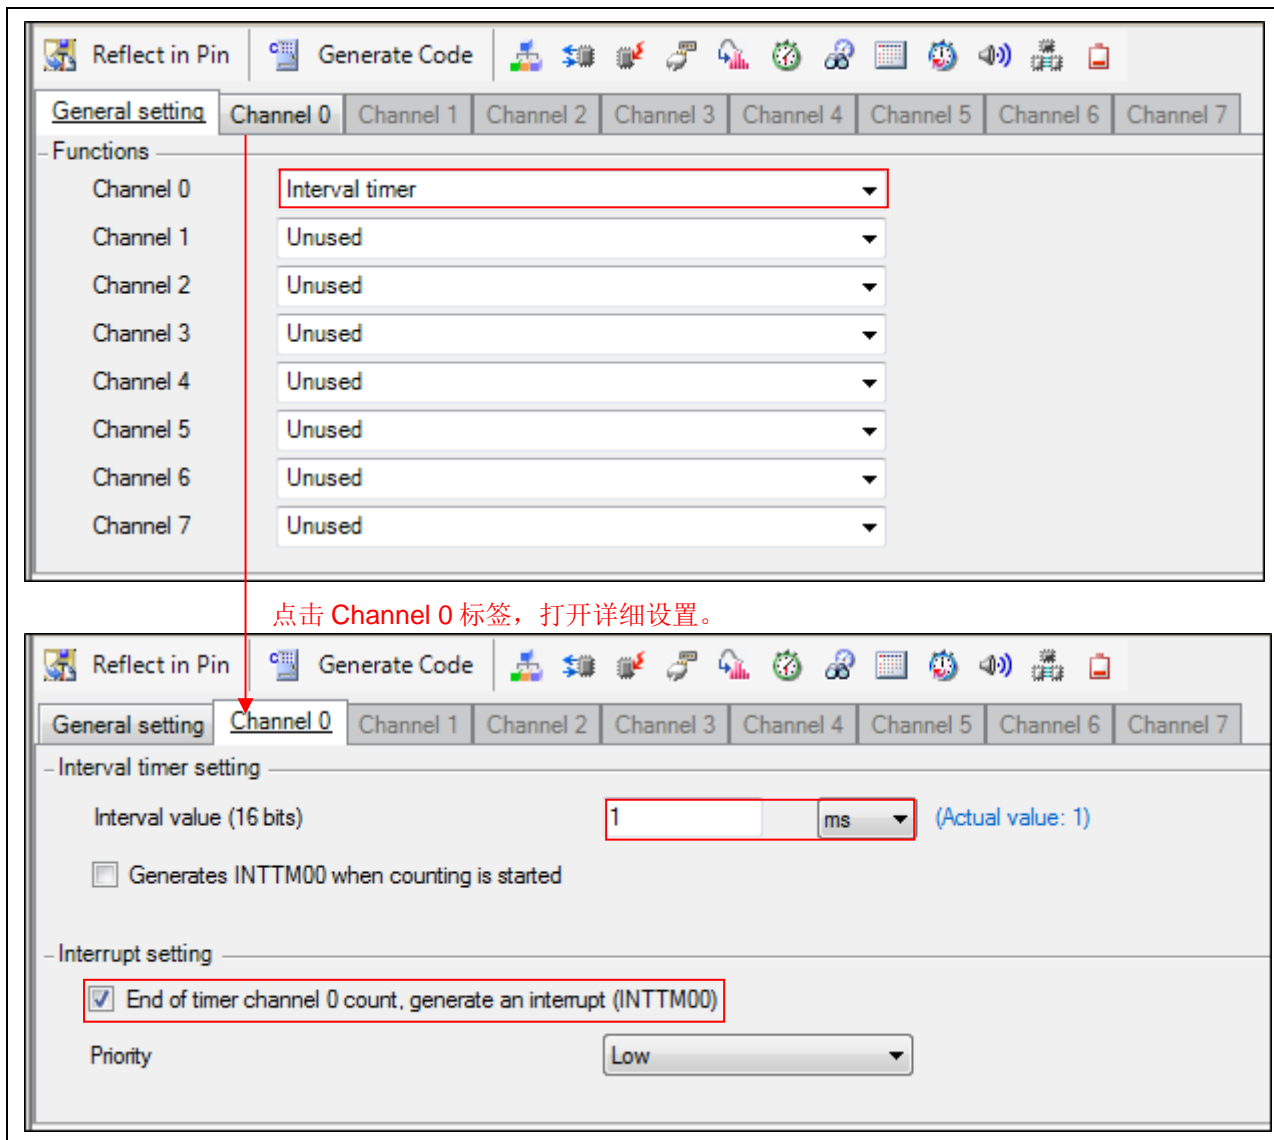 Reflect in Pin Generate Code
General setting Channel 0 Channel 1 Channel 2 Channel 3 Channel 4 Channel 5 Channel 6 Channel 7
Functions
Channel 0 Interval timer
Channel 1 Unused
Channel 2 Unused
Channel 3 Unused
Channel 4 Unused
Channel 5 Unused
Channel 6 Unused
Channel 7 Unused
点击 Channel 0 标签，打开详细设置。
Reflect in Pin Generate Code
General setting Channel 0 Channel 1 Channel 2 Channel 3 Channel 4 Channel 5 Channel 6 Channel 7
Interval timer setting
Interval value (16 bits) 1 ms (Actual value: 1)
Generates INTTM00 when counting is started
Interrupt setting
End of timer channel 0 count, generate an interrupt (INTTM00)
Priority Low